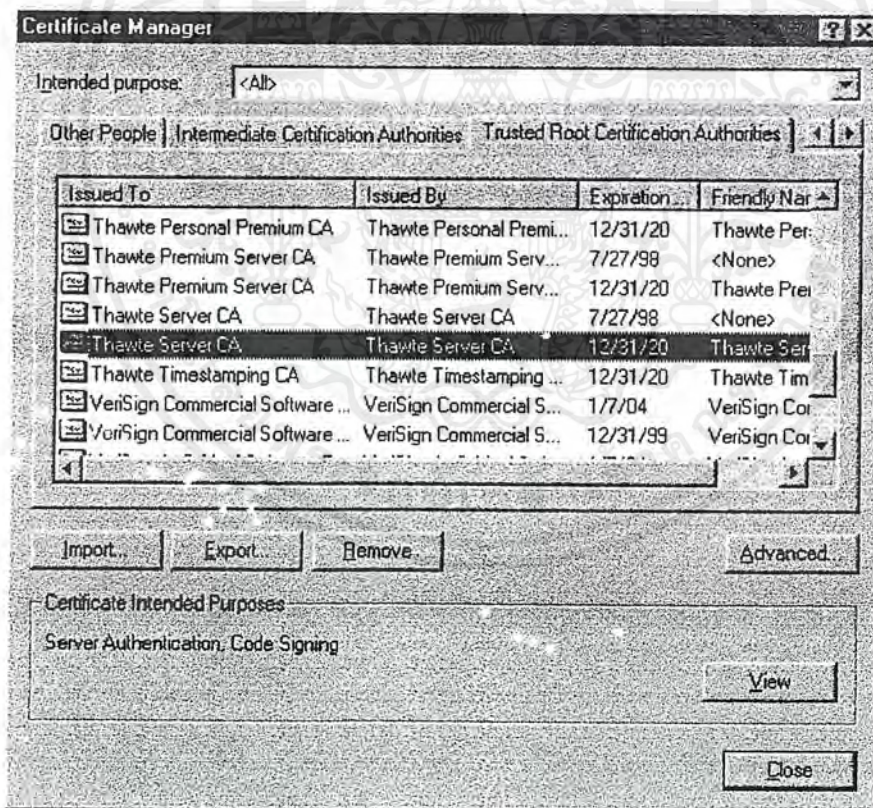 Certificate Manager
Intended purpose: <All>
Other People Intermediate Certification Authorities Trusted Root Certification Authorities
Issued To Issued By Expiration ... Friendly Nar
Thawte Personal Premium CA Thawte Personal Premi... 12/31/20 Thawte Per:
Thawte Premium Server CA Thawte Premium Serv... 7/27/98 <None>
Thawte Premium Server CA Thawte Premium Serv... 12/31/20 Thawte Prei
Thawte Server CA Thawte Server CA 7/27/98 <None>
Thawte Server CA Thawte Server CA 12/31/20 Thawte Ser
Thawte Timestamping CA Thawte Timestamping ... 12/31/20 Thawte Tim
VeriSign Commercial Software ... VeriSign Commercial S... 1/7/04 VeriSign Cor
VeriSign Commercial Software ... VeriSign Commercial S... 12/31/99 VeriSign Cor
Import... Export... Remove Advanced...
Certificate Intended Purposes
Server Authentication, Code Signing
View
Close